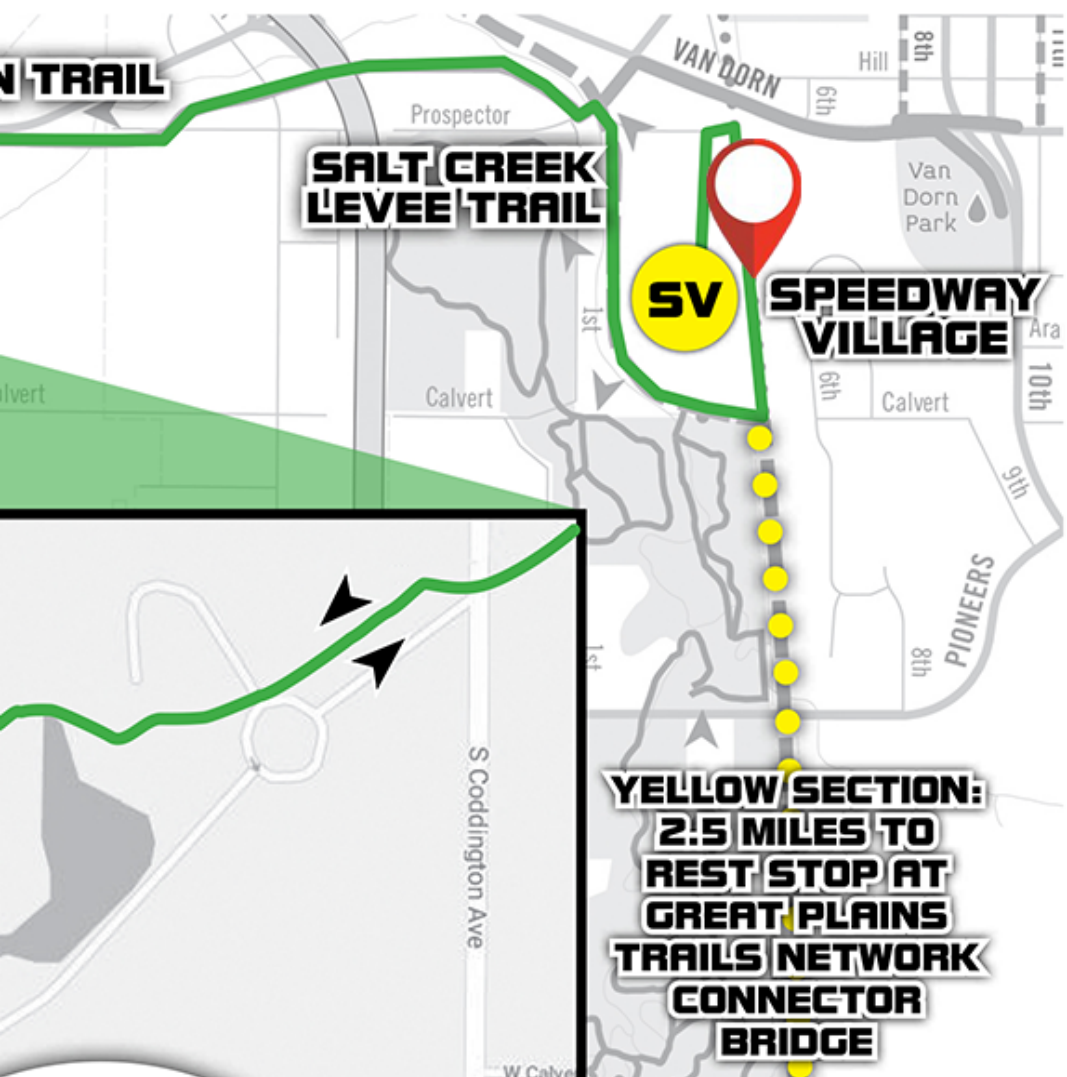 N TRAIL
VAN DORN
Hill
8th
6th
Prospector
SALT CREEK
LEVEE TRAIL
Van
Dorn
Park
SV
SPEEDWAY
VILLAGE
1st
Ara
6th
10th
lvert
Calvert
Calvert
9th
PIONEERS
1st
8th
S Coddington Ave
YELLOW SECTION:
2.5 MILES TO
REST STOP AT
GREAT PLAINS
TRAILS NETWORK
CONNECTOR
BRIDGE
W Calve